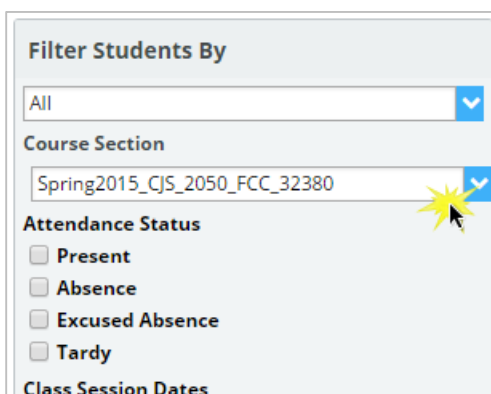 Filter Students By
All
Course Section
Spring2015_CJS_2050_FCC_32380
Attendance Status
Present
Absence
Excused Absence
Tardy
Class Session Dates